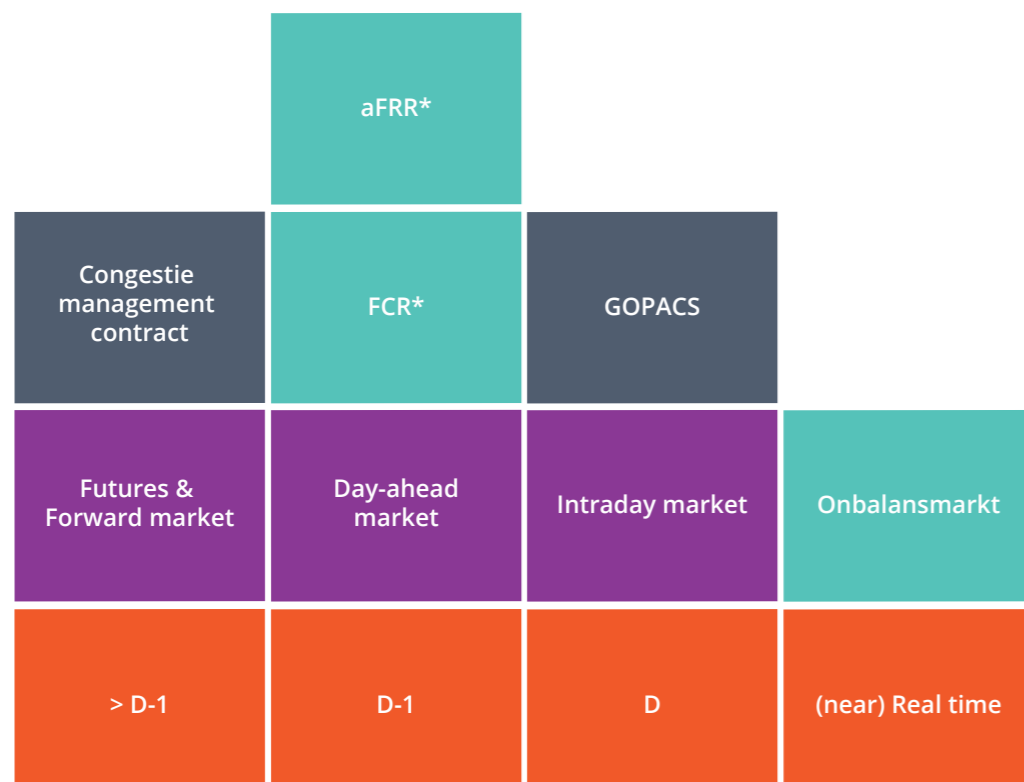 aFRR*
Congestie
management
contract
FCR*
GOPACS
Futures &
Forward market
Day-ahead
market
Intraday market
Onbalansmarkt
> D-1
D-1
D
(near) Real time